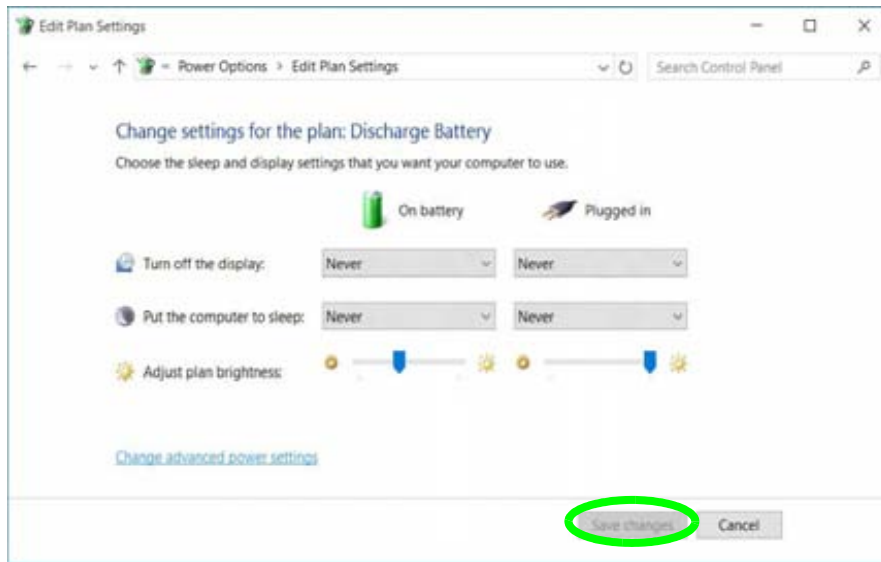 Edit Plan Settings
Power Options > Edit Plan Settings
Search Control Panel
Change settings for the plan: Discharge Battery
Choose the sleep and display settings that you want your computer to use.
On battery Plugged in
Turn off the display: Never Never
Put the computer to sleep: Never Never
Adjust plan brightness:
Change advanced power settings
Save changes Cancel